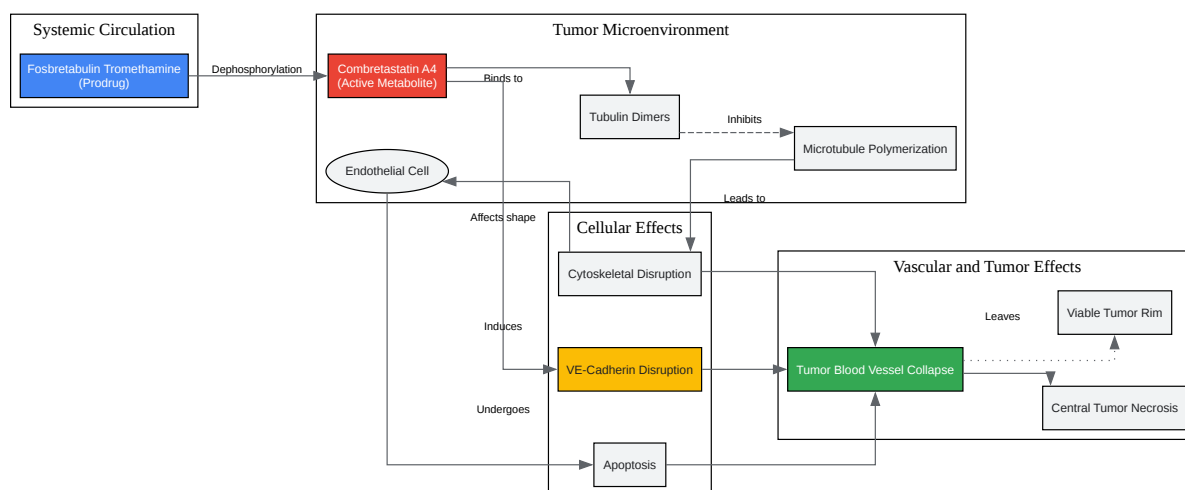 Systemic Circulation
Fosbretabulin Tromethamine
(Prodrug)
Dephosphorylation
Tumor Microenvironment
Combretastatin A4
(Active Metabolite)
Binds to
Tubulin Dimers
Inhibits
Microtubule Polymerization
Endothelial Cell
Leads to
Affects shape
Cellular Effects
Cytoskeletal Disruption
Induces
VE-Cadherin Disruption
Undergoes
Apoptosis
Vascular and Tumor Effects
Leaves
Viable Tumor Rim
Tumor Blood Vessel Collapse
Central Tumor Necrosis